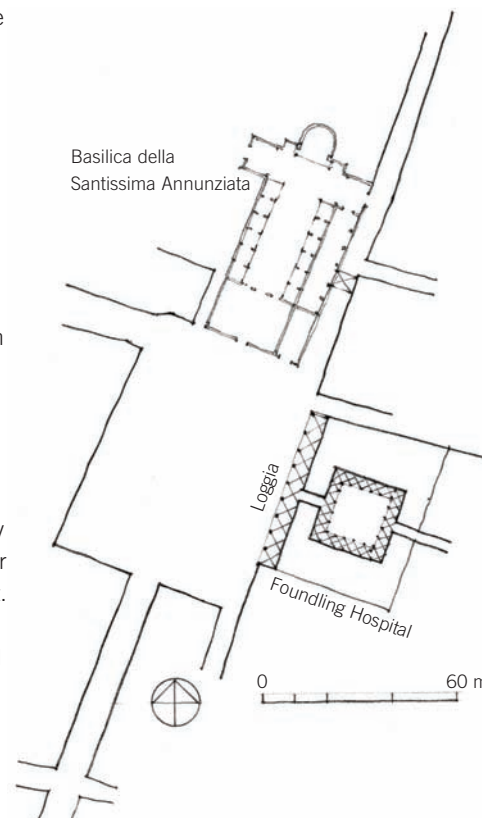 e
Basilica della
Santissima Annunziata
n
Loggia
y
r
.
Foundling Hospital
0 60 m